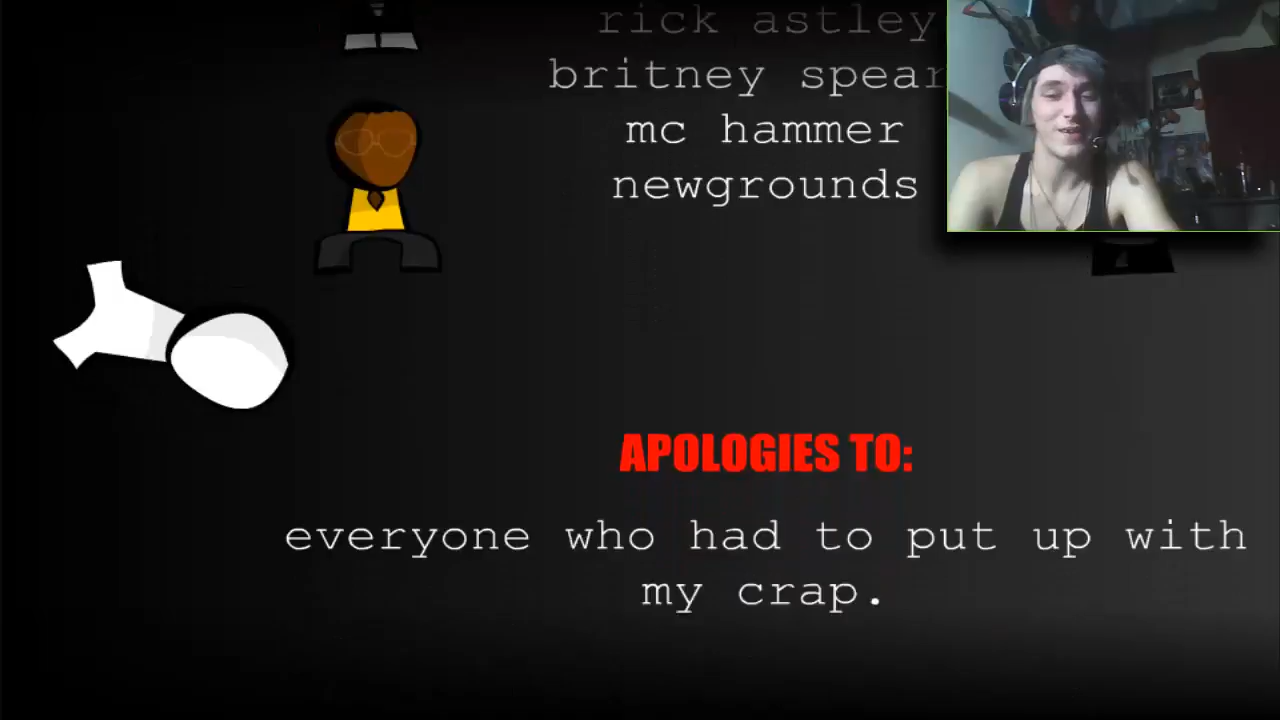 rick astley
britney spear
mc hammer
newgrounds
APOLOGIES TO:
everyone who had to put up with
my crap.